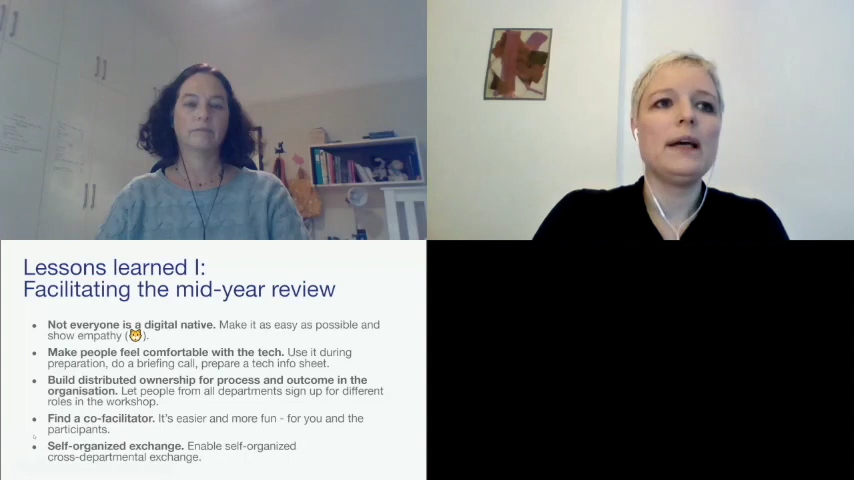 Lessons learned I:
Facilitating the mid-year review
Not everyone is a digital native. Make it as easy as possible and
show empathy (🐱).
Make people feel comfortable with the tech. Use it during
preparation, do a briefing call, prepare a tech info sheet.
Build distributed ownership for process and outcome in the
organisation. Let people from all departments sign up for different
roles in the workshop.
Find a co-facilitator. It's easier and more fun - for you and the
participants.
Self-organized exchange. Enable self-organized
cross-departmental exchange.